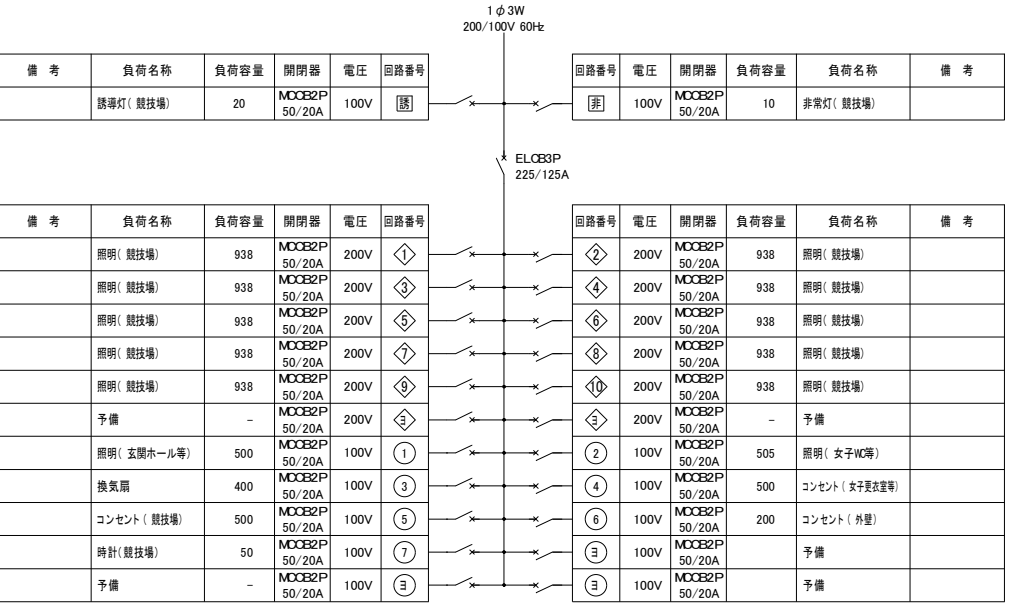 1φ3W
200/100V 60Hz
備 考 負荷名称 負荷容量 開閉器 電圧 回路番号
誘導灯(競技場) 20 MCCB2P 50/20A 100V 誘
回路番号 電圧 開閉器 負荷容量 負荷名称 備 考
非 100V MCCB2P 50/20A 10 非常灯(競技場)
ELCB3P
225/125A
備 考 負荷名称 負荷容量 開閉器 電圧 回路番号
照明(競技場) 938 MCCB2P 50/20A 200V 1
照明(競技場) 938 MCCB2P 50/20A 200V 3
照明(競技場) 938 MCCB2P 50/20A 200V 5
照明(競技場) 938 MCCB2P 50/20A 200V 7
照明(競技場) 938 MCCB2P 50/20A 200V 9
予備 - MCCB2P 50/20A 200V ヨ
照明(玄関ホール等) 500 MCCB2P 50/20A 100V 1
換気扇 400 MCCB2P 50/20A 100V 3
コンセント(競技場) 500 MCCB2P 50/20A 100V 5
時計(競技場) 50 MCCB2P 50/20A 100V 7
予備 - MCCB2P 50/20A 100V ヨ
回路番号 電圧 開閉器 負荷容量 負荷名称 備 考
2 200V MCCB2P 50/20A 938 照明(競技場)
4 200V MCCB2P 50/20A 938 照明(競技場)
6 200V MCCB2P 50/20A 938 照明(競技場)
8 200V MCCB2P 50/20A 938 照明(競技場)
10 200V MCCB2P 50/20A 938 照明(競技場)
ヨ 200V MCCB2P 50/20A - 予備
2 100V MCCB2P 50/20A 505 照明(女子WC等)
4 100V MCCB2P 50/20A 500 コンセント(女子更衣室等)
6 100V MCCB2P 50/20A 200 コンセント(外壁)
ヨ 100V MCCB2P 50/20A 予備
ヨ 100V MCCB2P 50/20A 予備